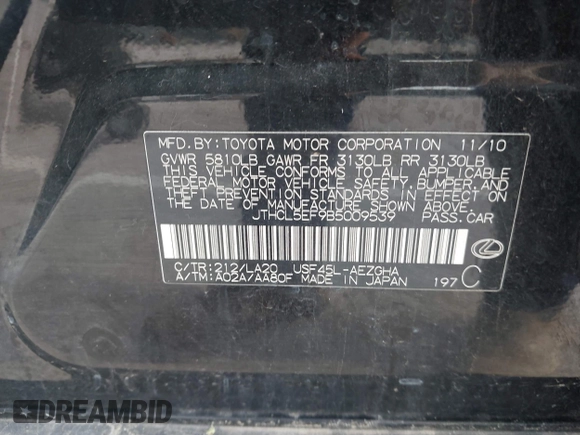 MFD.BY:TOYOTA MOTOR CORPORATION 11/10
GVWR 5810LB GAWR FR 3130LB RR 3130LB
THIS VEHICLE CONFORMS TO ALL APPLICABLE
FEDERAL MOTOR VEHICLE SAFETY, BUMPER, AND
THEFT PREVENTION STANDARDS IN EFFECT ON
THE DATE OF MANUFACTURE SHOWN ABOVE.
JTHCL5EF9B5009539 PASS-CAR
C/TR:212/LA20 USF45L-AEZGHA
A/TM:A02A/AA80F MADE IN JAPAN 197 C
DREAMBID